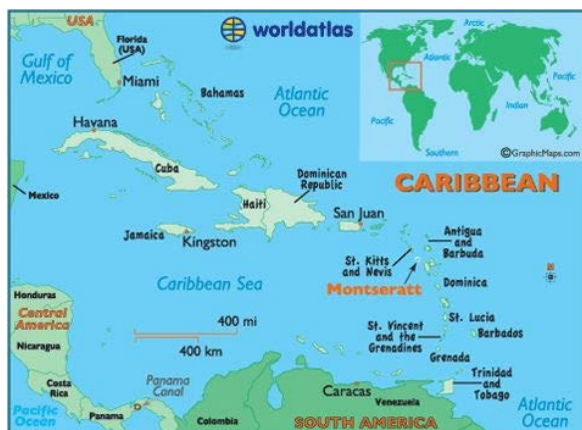 USA
Florida
(USA)
worldatlas
Gulf of
Mexico
Miami
Bahamas
Atlantic
Ocean
Arctic
Atlantic
Pacific
Indian
Pacific
Southern
©GraphicMaps.com
Havana
Cuba
Mexico
Dominican
Republic
CARIBBEAN
Haiti
San Juan
Jamaica
Kingston
Antigua
and
Barbuda
St. Kitts
and Nevis
Montseratt
Caribbean Sea
Dominica
Honduras
Central
America
Nicaragua
400 mi
400 km
St. Lucia
Barbados
St. Vincent
and the
Grenadines
Grenada
Costa
Rica
Panama
Canal
Caracas
Trinidad
and
Tobago
Pacific
Ocean
Panama
Colombia
Venezuela
SOUTH AMERICA
Atlantic
Ocean